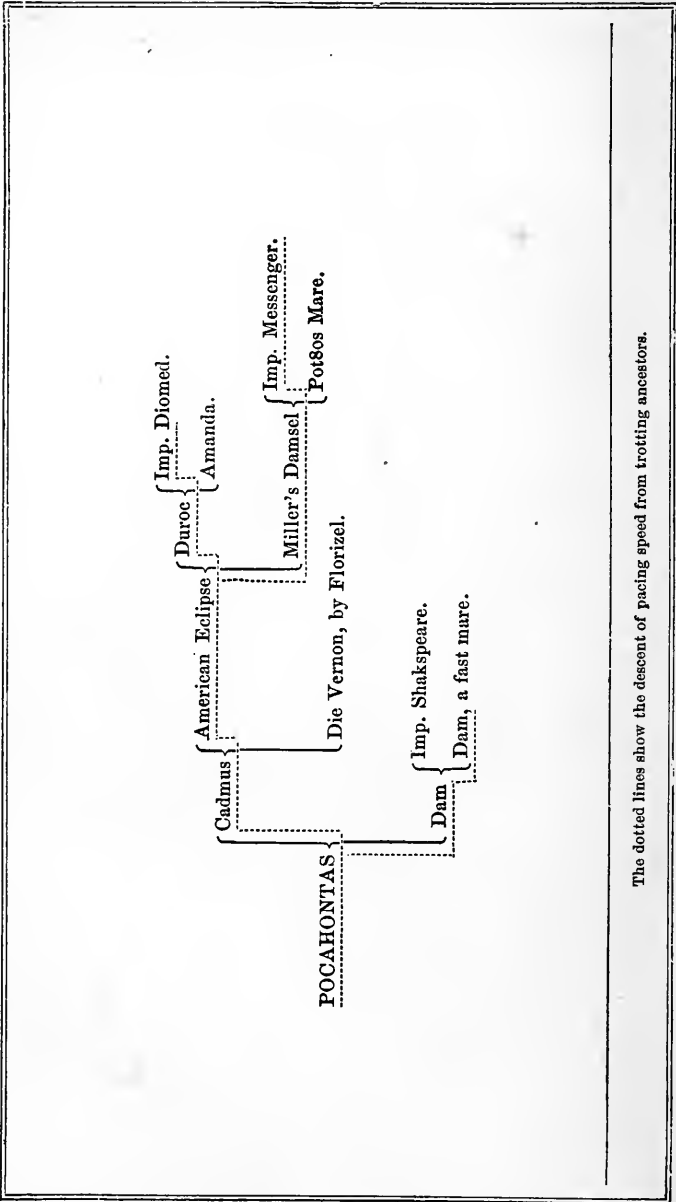 Imp. Diomed.
Duroc
Amanda.
American Eclipse
Imp. Messenger.
Miller's Damsel
Pot8os Mare.
Cadmus
Die Vernon, by Florizel.
POCAHONTAS
Imp. Shakspeare.
Dam
Dam, a fast mare.
The dotted lines show the descent of pacing speed from trotting ancestors.